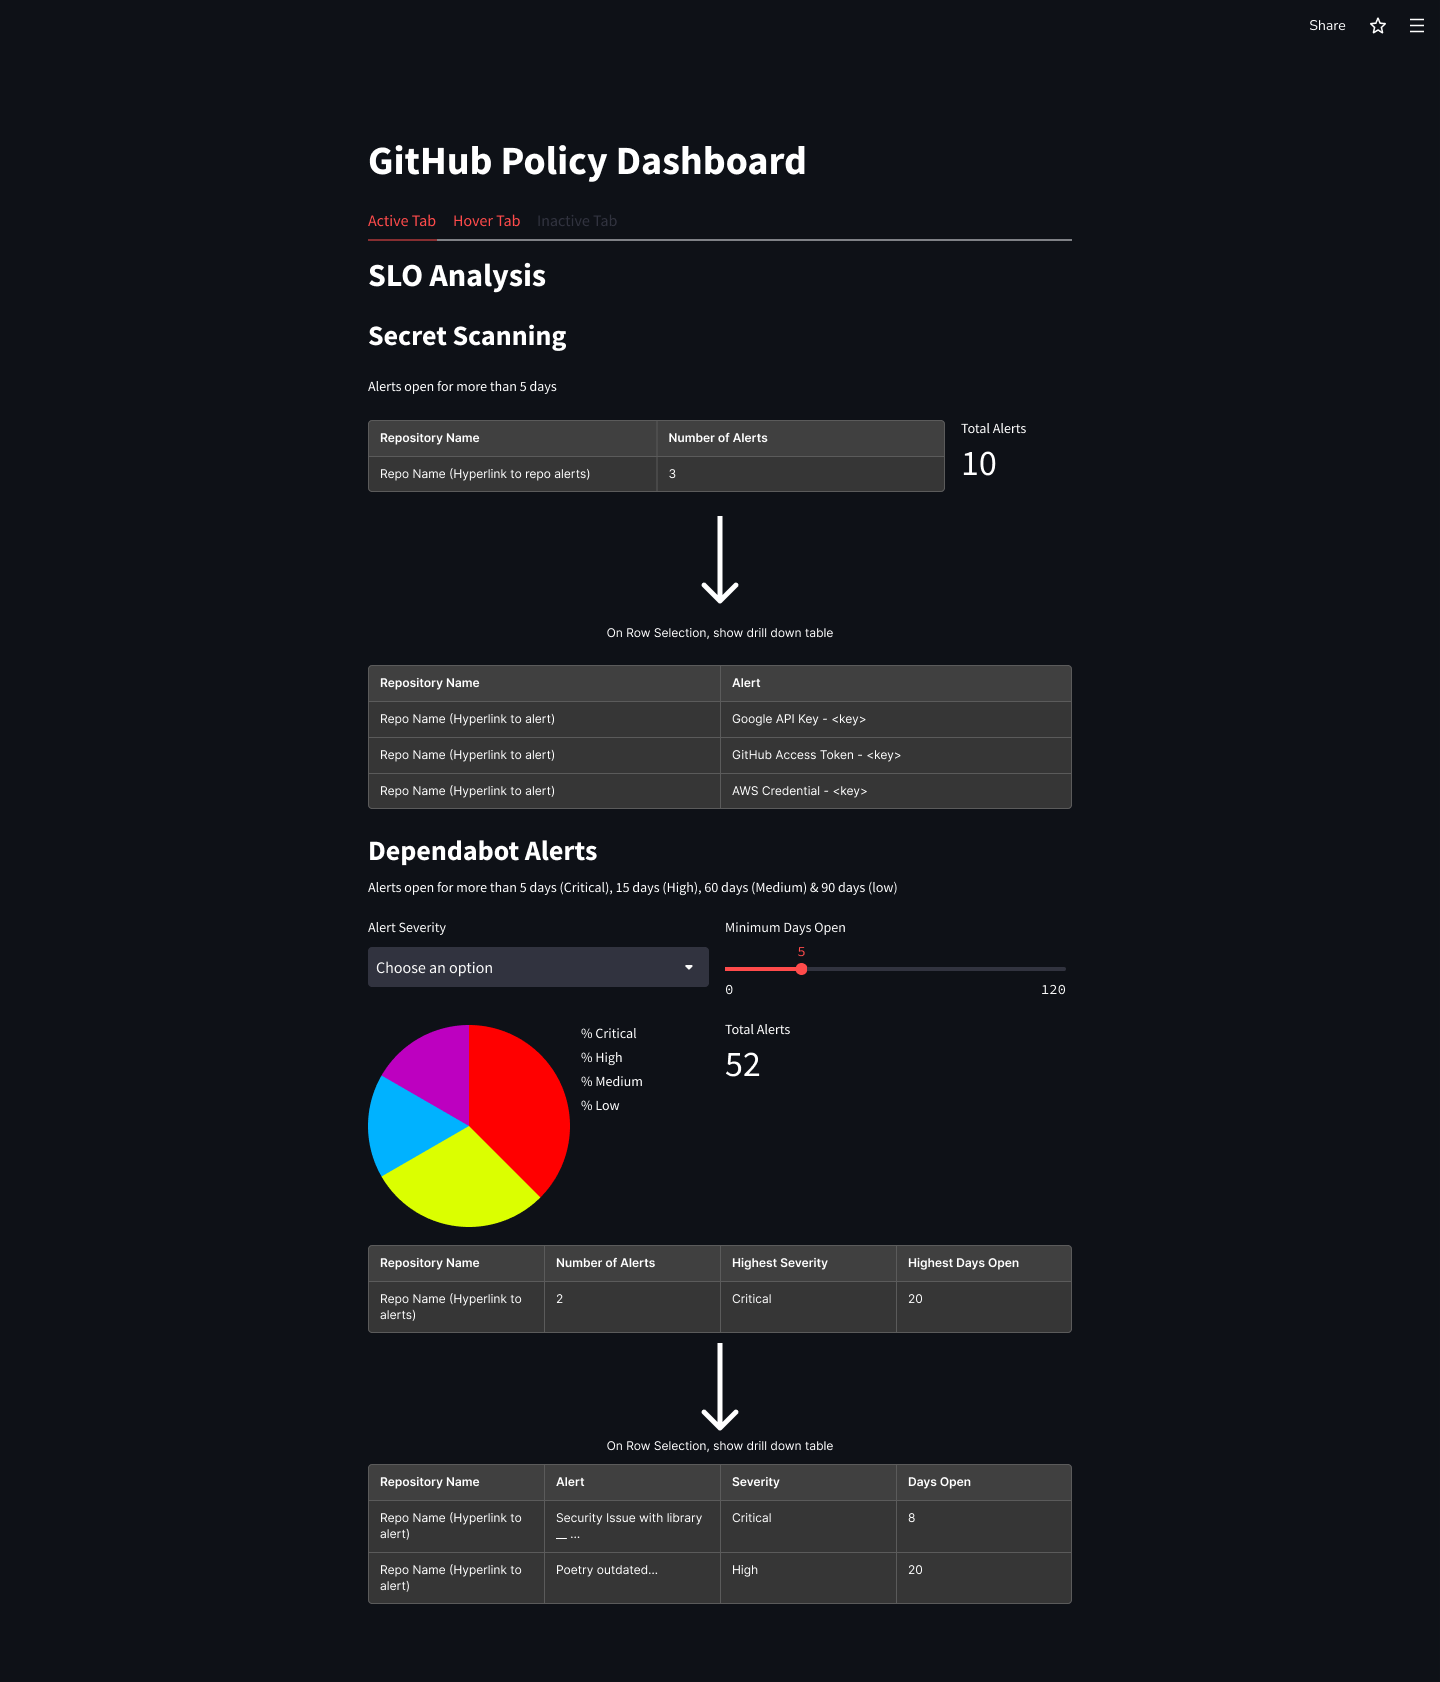 Share
GitHub Policy Dashboard
Active Tab Hover Tab Inactive Tab
SLO Analysis
Secret Scanning
Alerts open for more than 5 days
Repository Name Number of Alerts
Repo Name (Hyperlink to repo alerts) 3
Total Alerts
10
On Row Selection, show drill down table
Repository Name Alert
Repo Name (Hyperlink to alert) Google API Key - <key>
Repo Name (Hyperlink to alert) GitHub Access Token - <key>
Repo Name (Hyperlink to alert) AWS Credential - <key>
Dependabot Alerts
Alerts open for more than 5 days (Critical), 15 days (High), 60 days (Medium) & 90 days (low)
Alert Severity
Choose an option
Minimum Days Open
5
0 120
% Critical
% High
% Medium
% Low
Total Alerts
52
Repository Name Number of Alerts Highest Severity Highest Days Open
Repo Name (Hyperlink to 2 Critical 20
alerts)
On Row Selection, show drill down table
Repository Name Alert Severity Days Open
Repo Name (Hyperlink to Security Issue with library Critical 8
alert) __ ...
Repo Name (Hyperlink to Poetry outdated... High 20
alert)